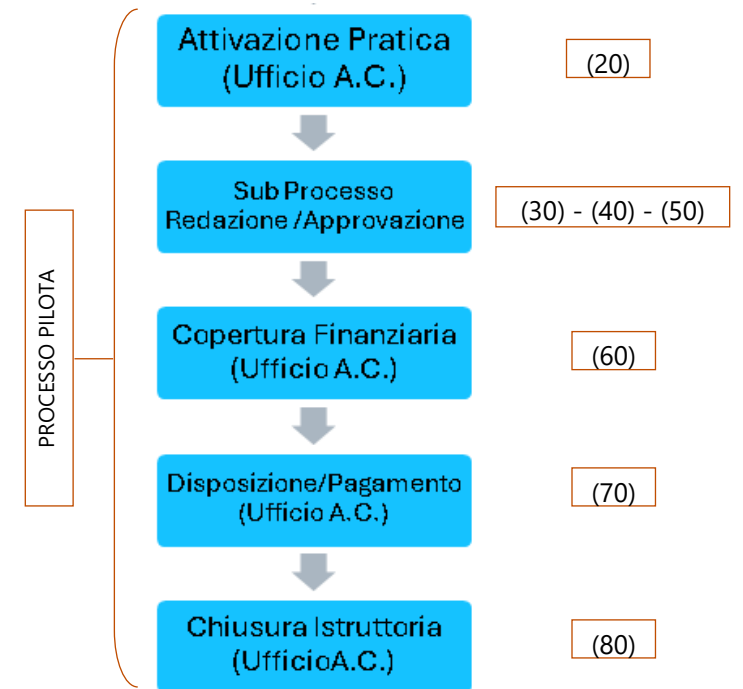 Attivazione Pratica
(Ufficio A.C.)
(20)
Sub Processo
Redazione/Approvazione
(30) - (40) - (50)
PROCESSO PILOTA
Copertura Finanziaria
(Ufficio A.C.)
(60)
Disposizione/Pagamento
(Ufficio A.C.)
(70)
Chiusura Istruttoria
(UfficioA.C.)
(80)